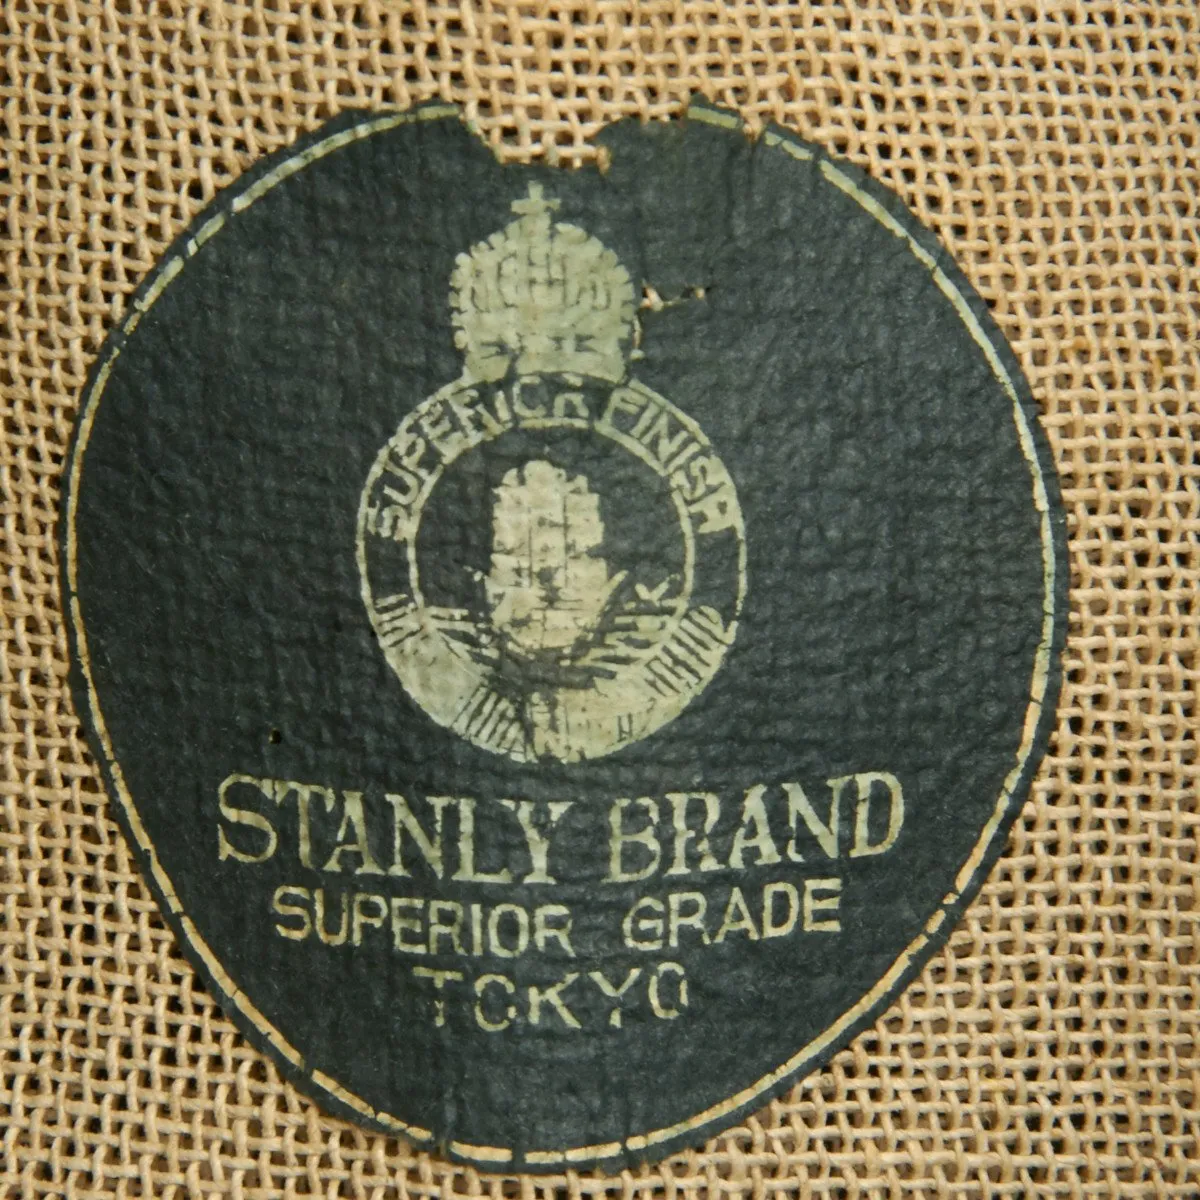 SUPERIOR FINISH
STANLY BRAND
SUPERIOR GRADE
TOKYO